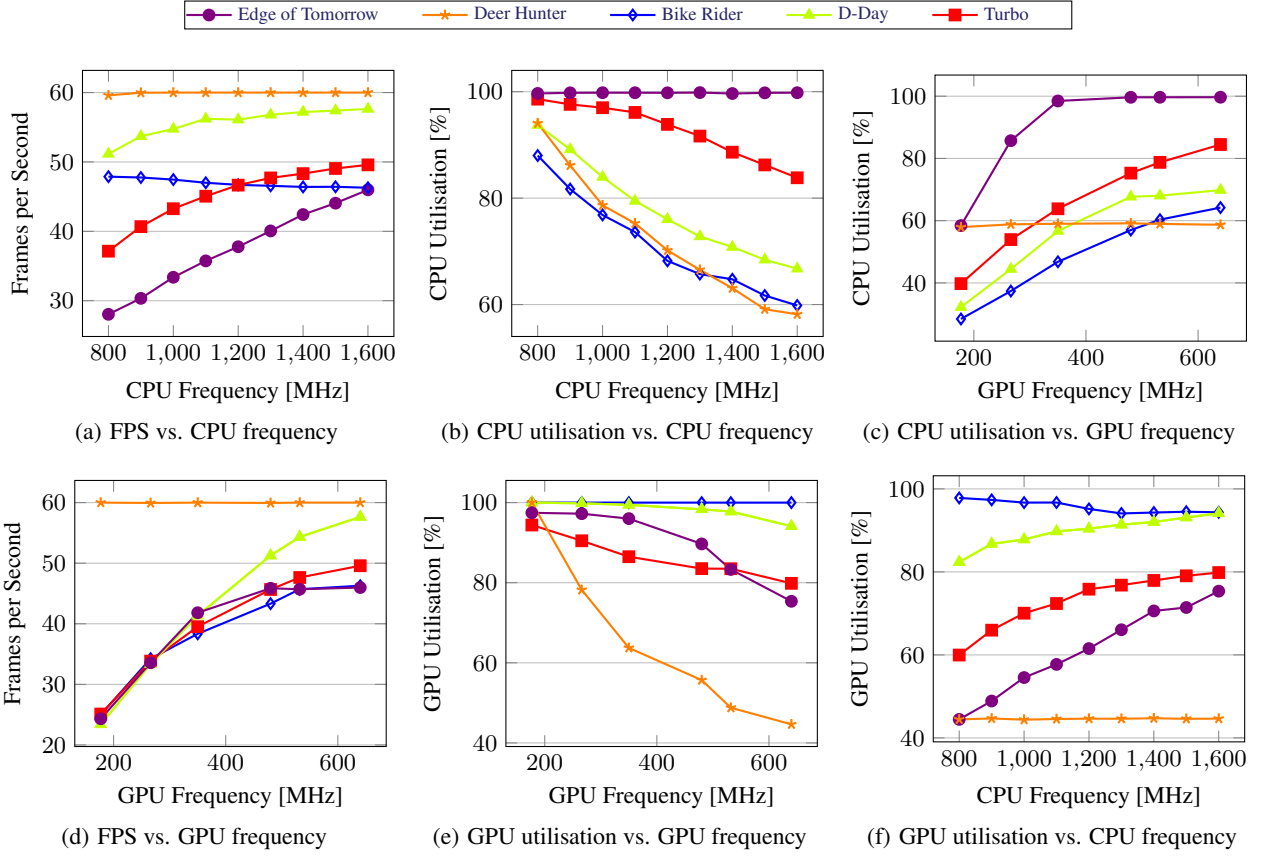 Edge of Tomorrow Deer Hunter Bike Rider D-Day Turbo
60
50
40
30
Frames per Second
800 1,000 1,200 1,400 1,600
CPU Frequency [MHz]
(a) FPS vs. CPU frequency
100
80
60
CPU Utilisation [%]
800 1,000 1,200 1,400 1,600
CPU Frequency [MHz]
(b) CPU utilisation vs. CPU frequency
100
80
60
40
CPU Utilisation [%]
200 400 600
GPU Frequency [MHz]
(c) CPU utilisation vs. GPU frequency
60
50
40
30
20
Frames per Second
200 400 600
GPU Frequency [MHz]
(d) FPS vs. GPU frequency
100
80
60
40
GPU Utilisation [%]
200 400 600
GPU Frequency [MHz]
(e) GPU utilisation vs. GPU frequency
100
80
60
40
GPU Utilisation [%]
800 1,000 1,200 1,400 1,600
CPU Frequency [MHz]
(f) GPU utilisation vs. CPU frequency